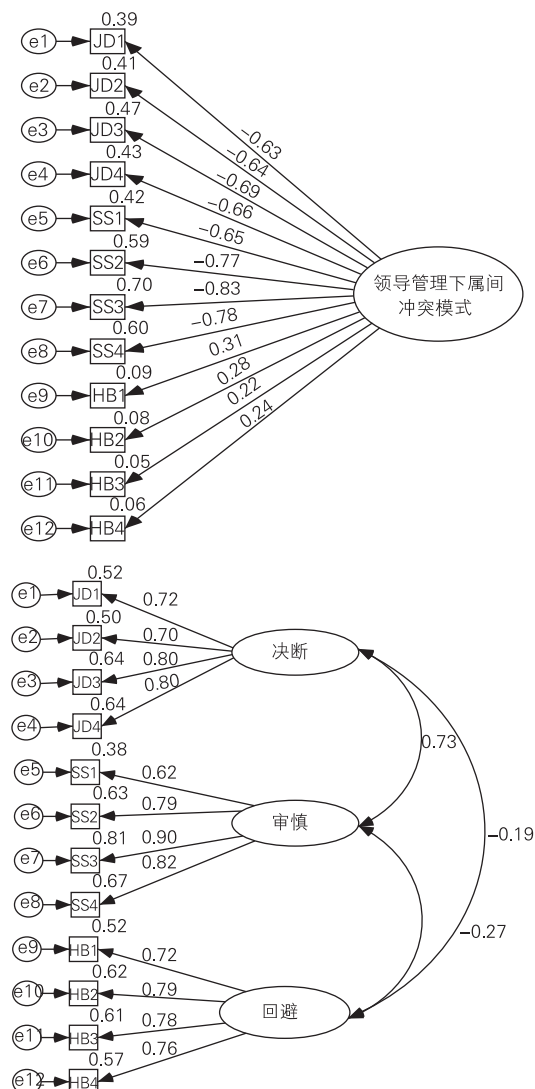 0.39
e1 JD1
0.41
e2 JD2
0.47
e3 JD3
0.43
e4 JD4
0.42
e5 SS1
0.59
e6 SS2
0.70
e7 SS3
0.60
e8 SS4
0.09
e9 HB1
0.08
e10 HB2
0.05
e11 HB3
0.06
e12 HB4
−0.63
−0.64
−0.69
−0.66
−0.65
−0.77
−0.83
−0.78
0.31
0.28
0.22
0.24
领导管理下属间
冲突模式
0.52
e1 JD1 0.72
0.50
e2 JD2 0.70
0.64
e3 JD3 0.80
0.64
e4 JD4 0.80
决断
0.38
e5 SS1 0.62
0.63
e6 SS2 0.79
0.81
e7 SS3 0.90
0.67
e8 SS4 0.82
审慎
0.52
e9 HB1 0.72
0.62
e10 HB2 0.79
0.61
e11 HB3 0.78
0.57
e12 HB4 0.76
回避
0.73
−0.19
−0.27